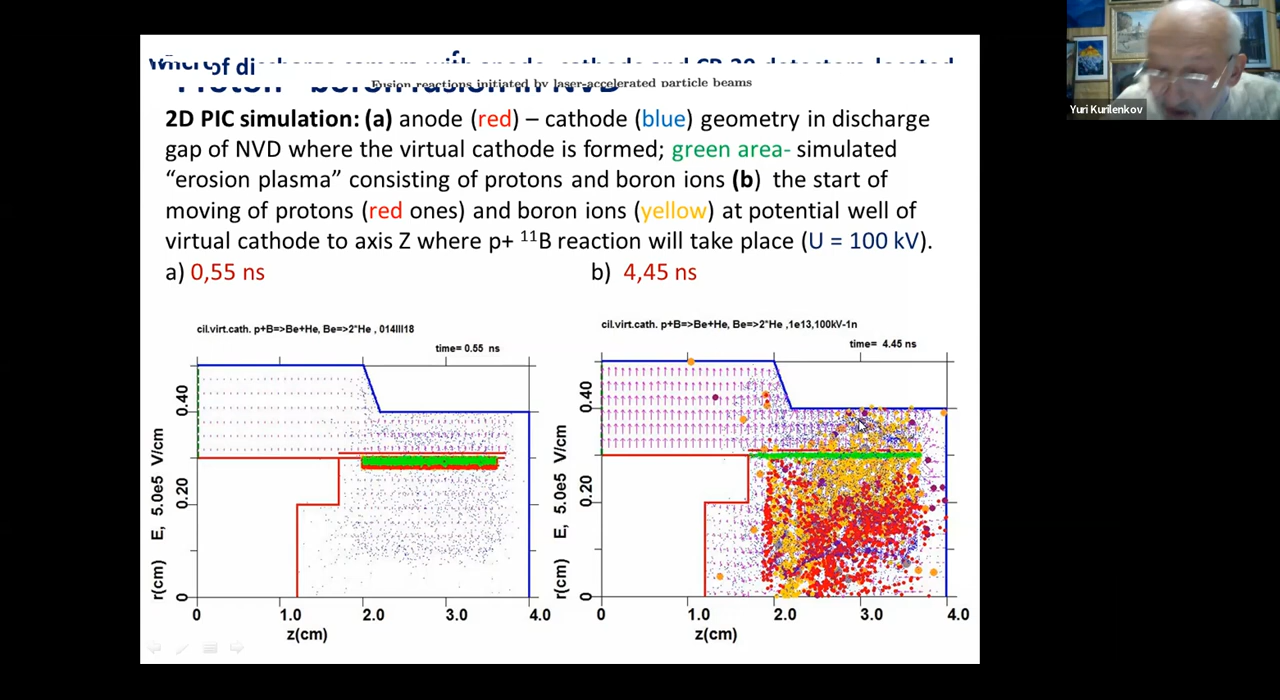 of di
Fusion reactions initiated by laser-accelerated particle beams
2D PIC simulation: (a) anode (red) – cathode (blue) geometry in discharge
gap of NVD where the virtual cathode is formed; green area- simulated
“erosion plasma” consisting of protons and boron ions (b) the start of
moving of protons (red ones) and boron ions (yellow) at potential well of
virtual cathode to axis Z where p+ ¹¹B reaction will take place (U = 100 kV).
a) 0,55 ns
b) 4,45 ns
cil.virt.cath. p+B=>Be+He, Be=>2*He , 014III18
time= 0.55 ns
0.40
0.20
0
r(cm) E, 5.0e5 V/cm
0 1.0 2.0 3.0 4.0
z(cm)
cil.virt.cath. p+B=>Be+He, Be=>2*He ,1e13,100kV-1n
time= 4.45 ns
0.40
0.20
0
r(cm) E, 5.0e5 V/cm
0 1.0 2.0 3.0 4.0
z(cm)
Yuri Kurilenkov